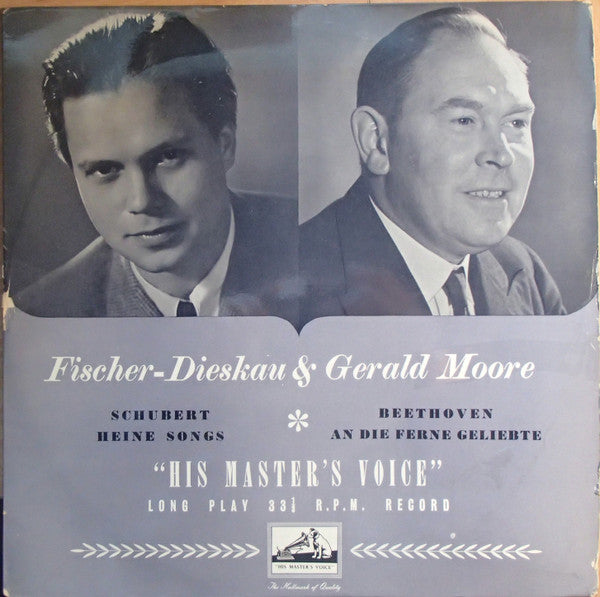 Fischer-Dieskau & Gerald Moore
SCHUBERT
HEINE SONGS
*
BEETHOVEN
AN DIE FERNE GELIEBTE
“HIS MASTER'S VOICE”
LONG PLAY 33⅓ R.P.M. RECORD
"HIS MASTER'S VOICE"
The Hallmark of Quality